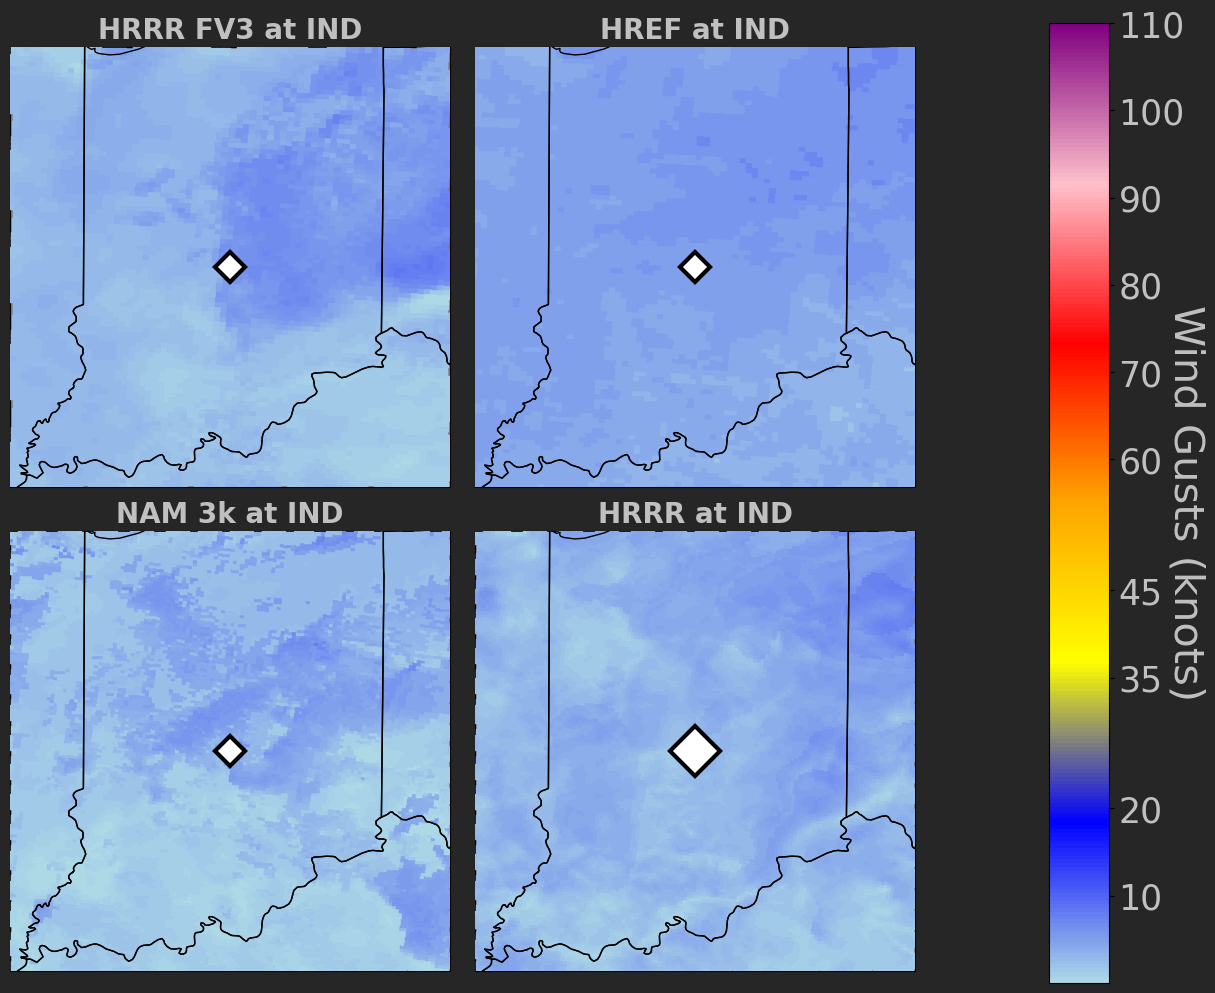 HRRR FV3 at IND
HREF at IND
NAM 3k at IND
HRRR at IND
110
100
90
80
70
60
45
35
20
10
Wind Gusts (knots)